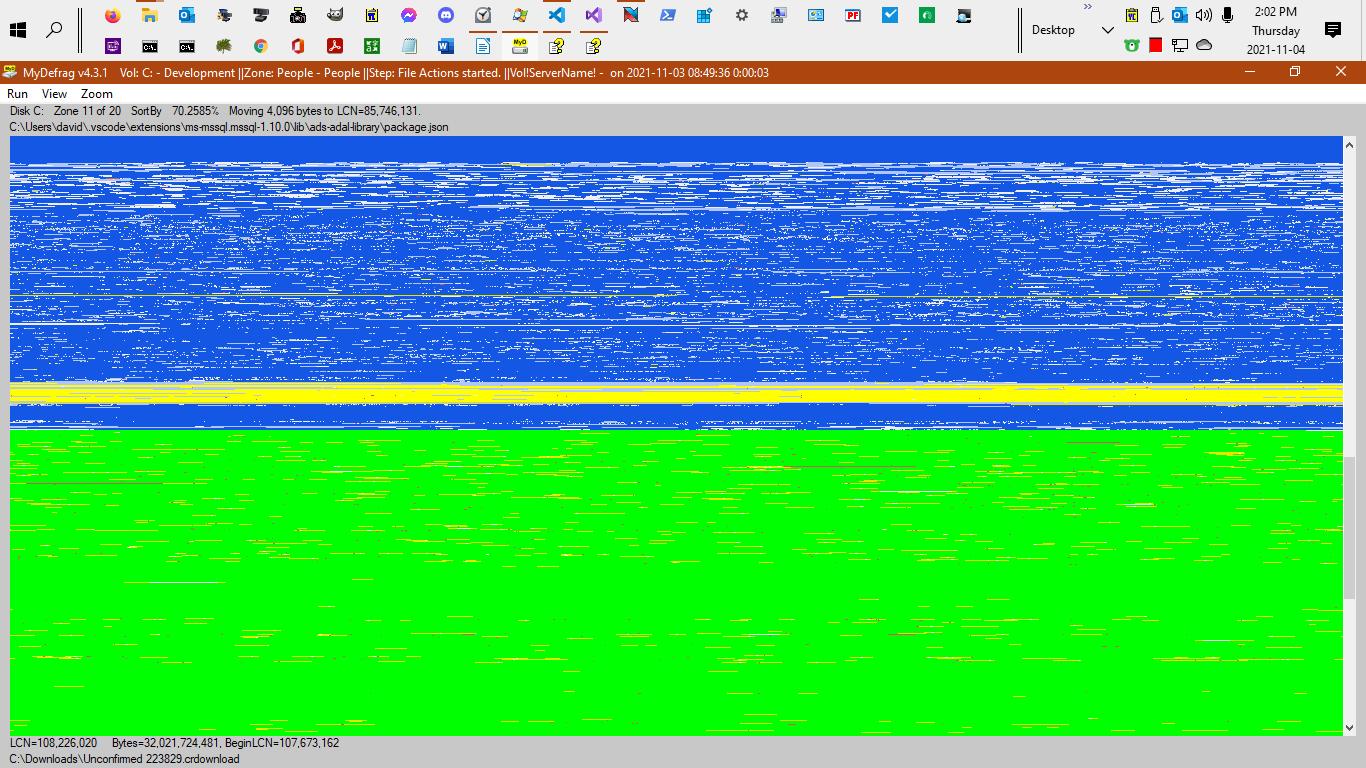 2:02 PM
Desktop
Thursday
2021-11-04
MyDefrag v4.3.1 Vol: C: - Development ||Zone: People - People ||Step: File Actions started. ||Vol!ServerName! - on 2021-11-03 08:49:36 0:00:03
Run View Zoom
Disk C: Zone 11 of 20 SortBy 70.2585% Moving 4,096 bytes to LCN=85,746,131.
C:\Users\david\.vscode\extensions\ms-mssql.mssql-1.10.0\lib\ads-adal-library\package.json
LCN=108,226,020 Bytes=32,021,724,481, BeginLCN=107,673,162
C:\Downloads\Unconfirmed 223829.crdownload